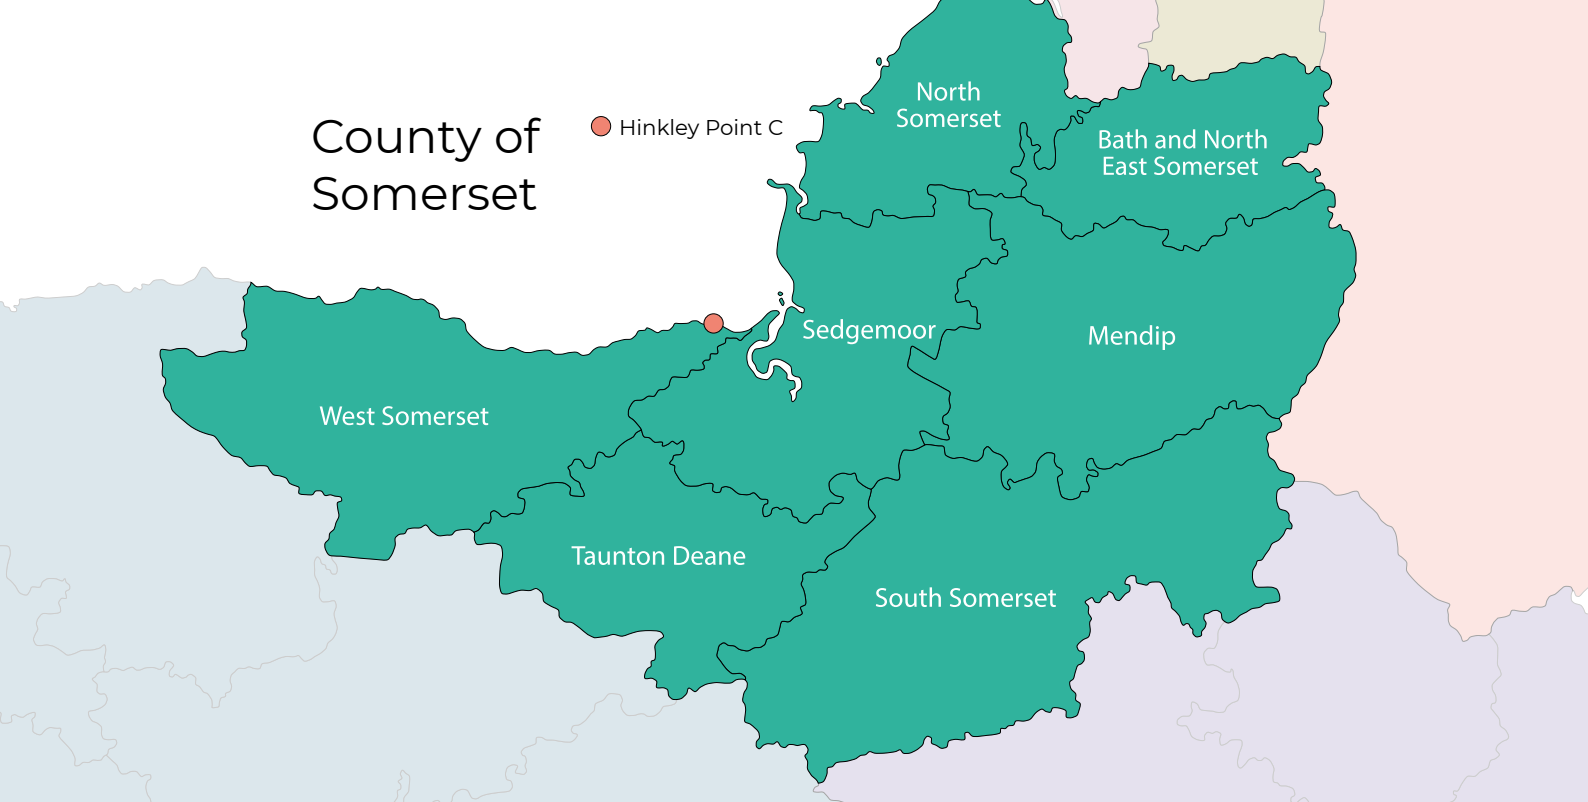 County of
Somerset
Hinkley Point C
North
Somerset
Bath and North
East Somerset
Sedgemoor
Mendip
West Somerset
Taunton Deane
South Somerset